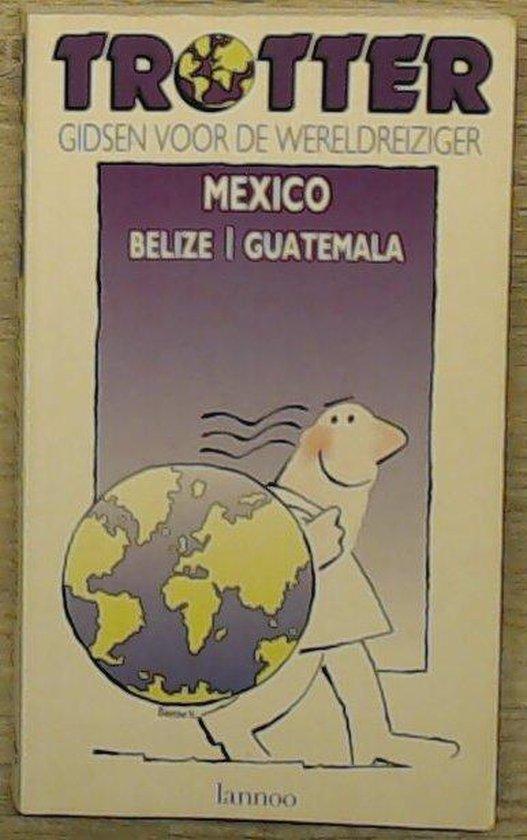 TROTTER
GIDSEN VOOR DE WERELDREIZIGER
MEXICO
BELIZE | GUATEMALA
lannoo